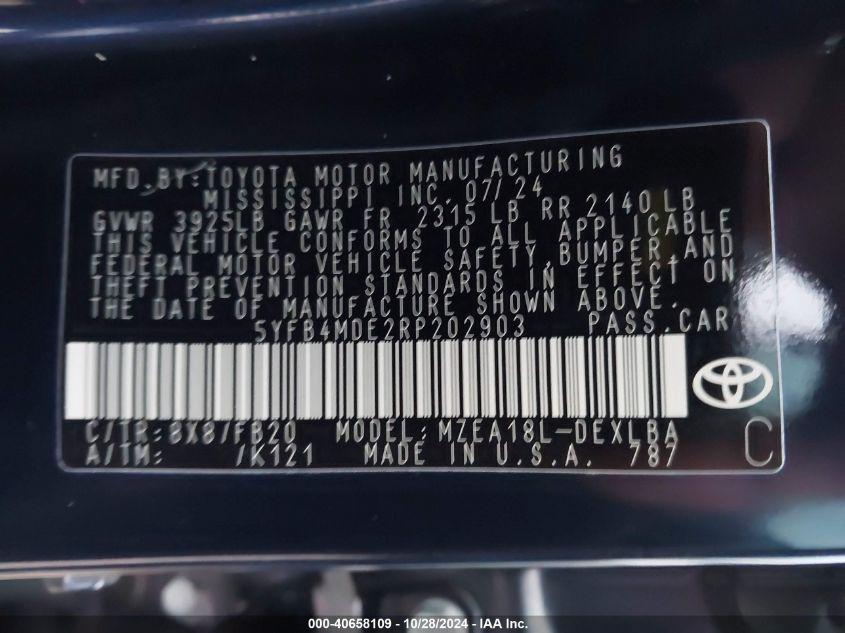 MFD.BY:TOYOTA MOTOR MANUFACTURING
MISSISSIPPI INC. 07/24
GVWR 3925LB GAWR FR 2315 LB RR 2140 LB
THIS VEHICLE CONFORMS TO ALL APPLICABLE
FEDERAL MOTOR VEHICLE SAFETY,BUMPER,AND
THEFT PREVENTION STANDARDS IN EFFECT ON
THE DATE OF MANUFACTURE SHOWN ABOVE.
5YFB4MDE2RP202903 PASS.CAR
C/TR:8X87/FB20 MODEL:MZEA18L-DEXLBA
A/TM: /K121 MADE IN U.S.A. 787
C
000-40658109 - 10/28/2024 - IAA Inc.